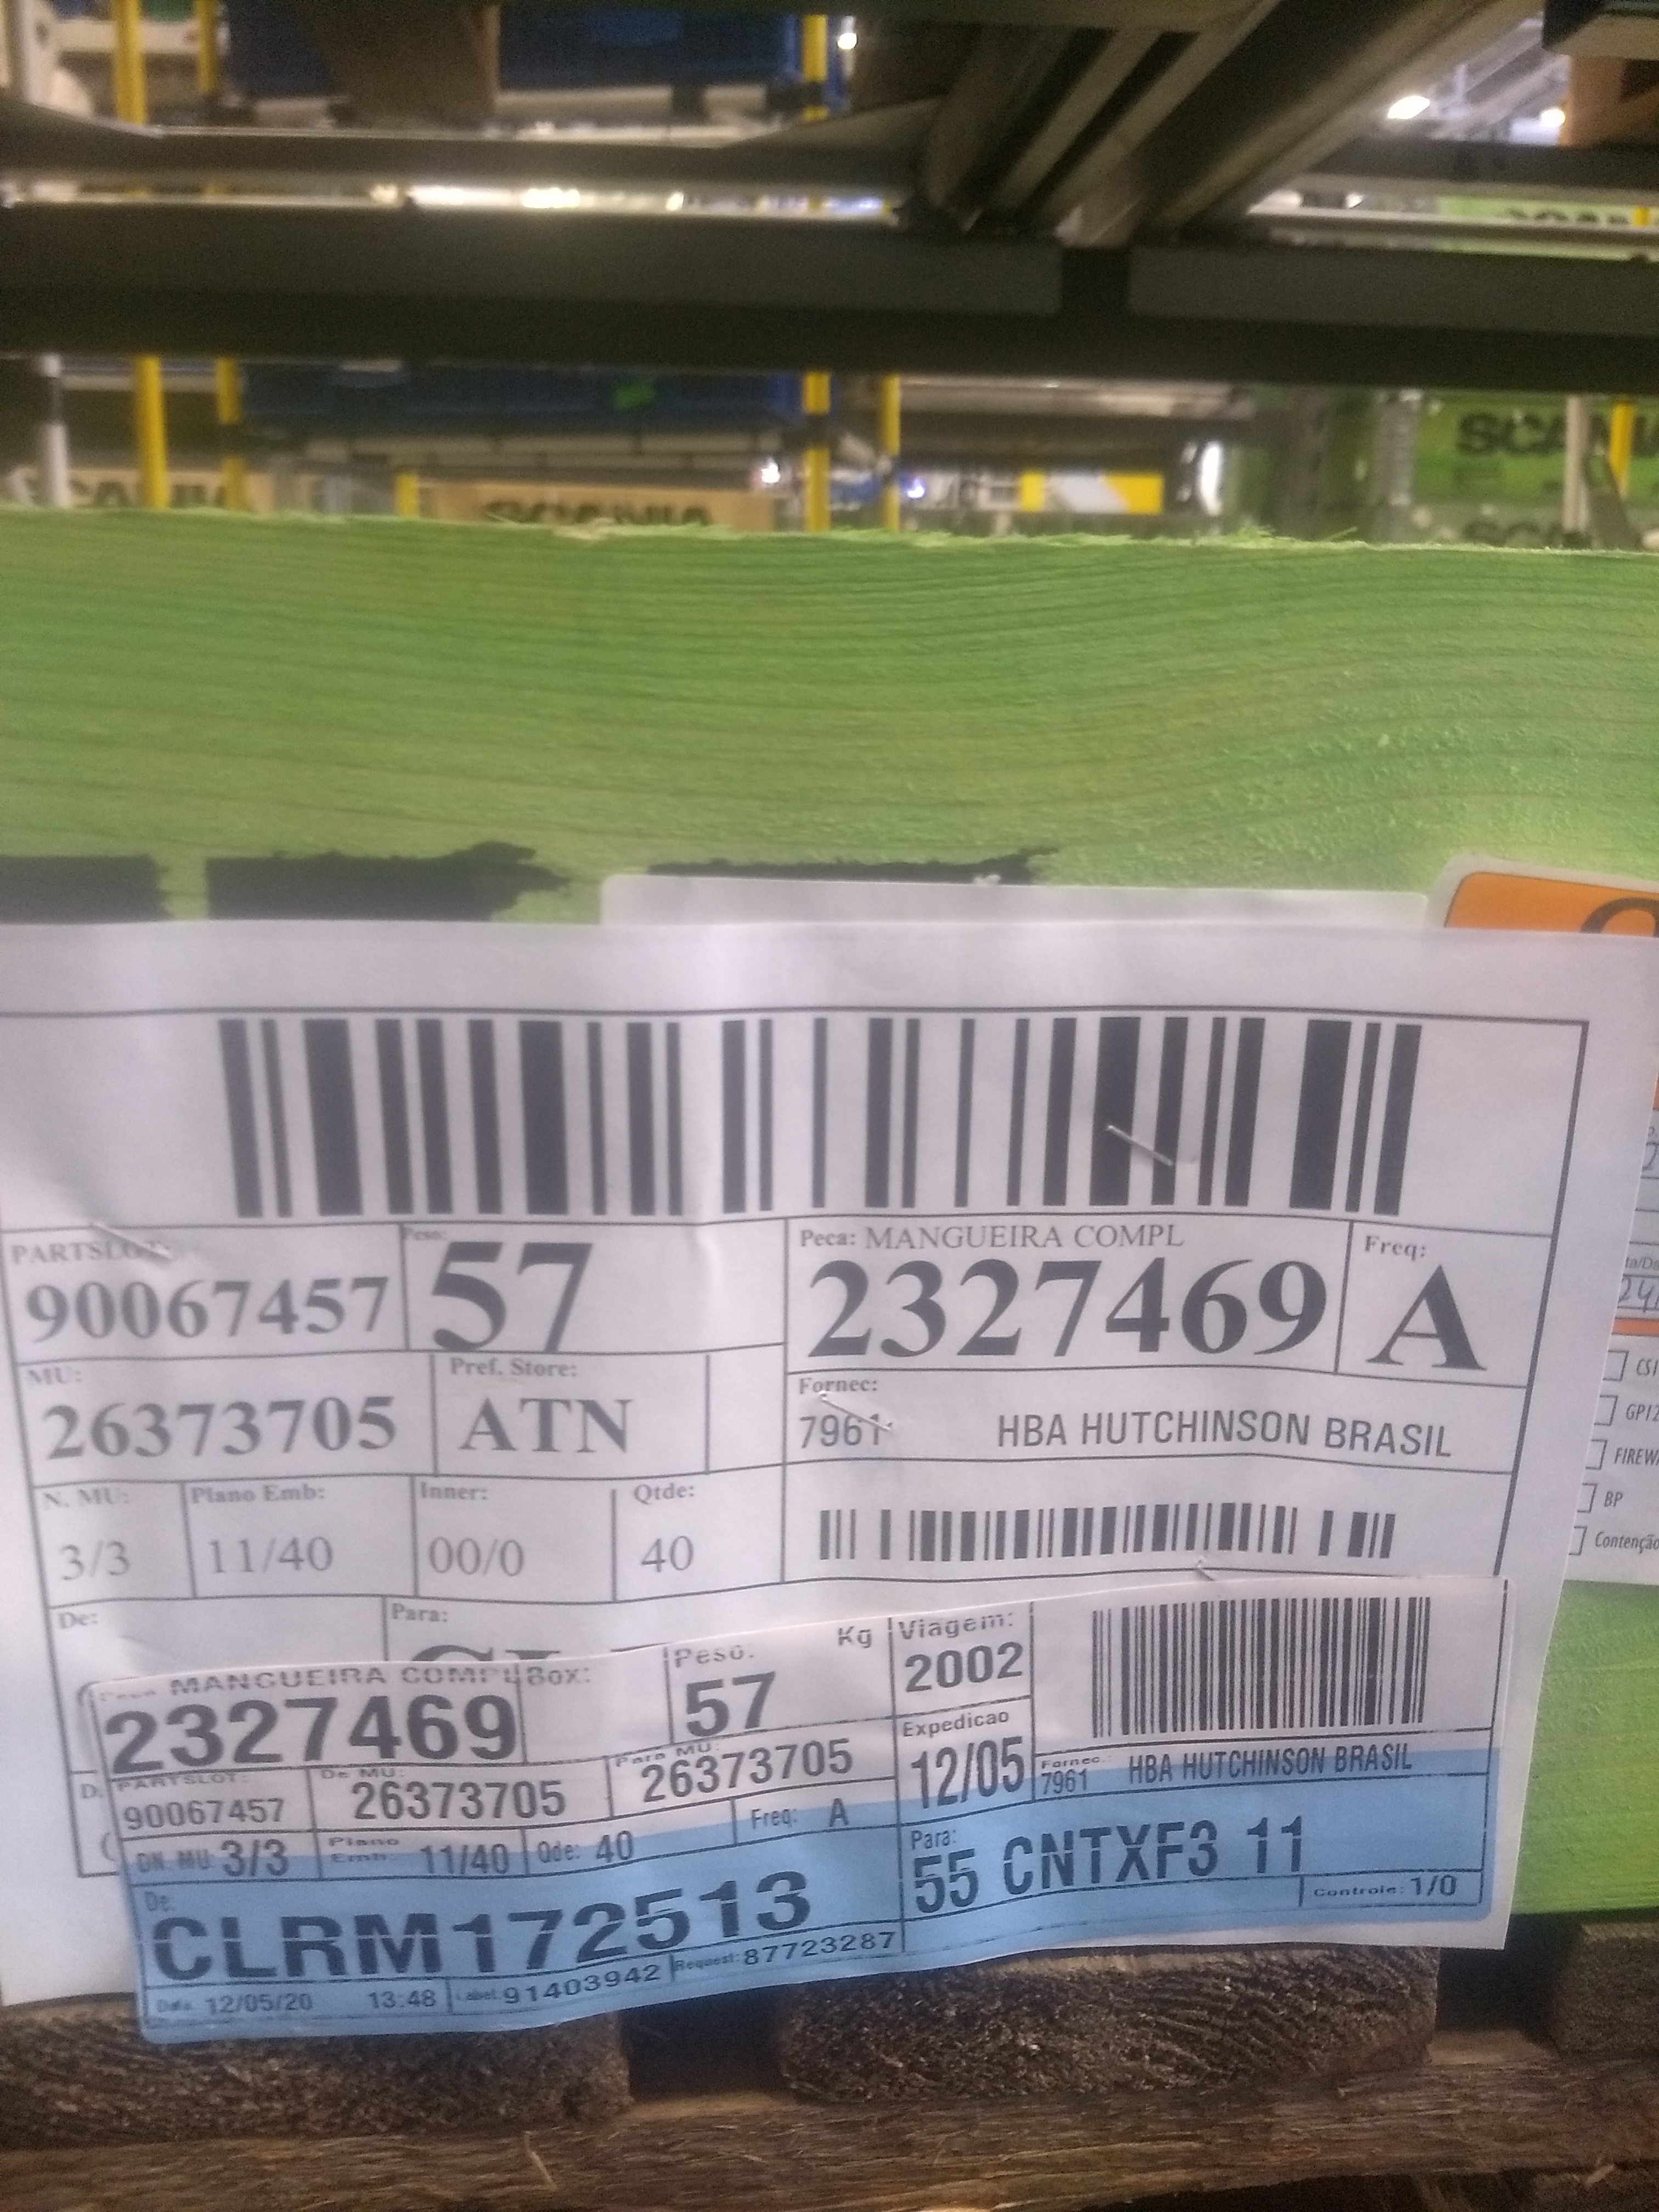 SCANIA
SCANIA
PARTSLOT:
90067457
Peso:
57
Peca: MANGUEIRA COMPL
2327469
Freq:
A
MU:
26373705
Pref. Store:
ATN
Fornec:
7961 HBA HUTCHINSON BRASIL
N. MU:
3/3
Plano Emb:
11/40
Inner:
00/0
Qtde:
40
De:
Para:
CSI
GPI2
BP
Contenção
MANGUEIRA COMPL
2327469
Box:
Peso: Kg
57
Viagem:
2002
PARTSLOT:
90067457
De MU:
26373705
Para MU:
26373705
Expedicao
12/05
Fornec.:
7961 HBA HUTCHINSON BRASIL
DN. MU 3/3
Plano Emb: 11/40
Qde: 40
Freq: A
Para:
55 CNTXF3 11
Controle: 1/0
De:
CLRM172513
Data: 12/05/20 13:48
Label: 91403942
Request: 87723287